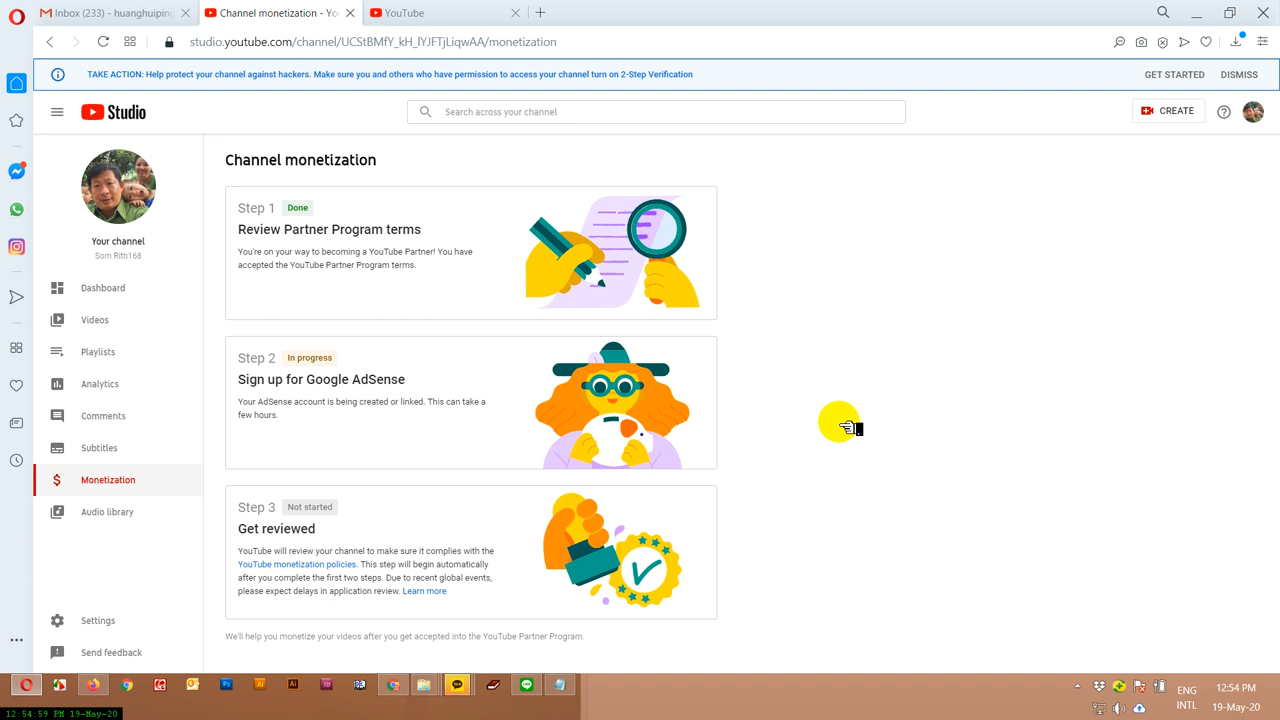 Inbox (233) - huanghuiping
Channel monetization - Yo
YouTube
studio.youtube.com/channel/UCStBMfY_kH_lYJFTjLiqwAA/monetization
TAKE ACTION: Help protect your channel against hackers. Make sure you and others who have permission to access your channel turn on 2-Step Verification
GET STARTED
DISMISS
Studio
Search across your channel
CREATE
Your channel
Som Rith168
Dashboard
Videos
Playlists
Analytics
Comments
Subtitles
Monetization
Audio library
Settings
Send feedback
Channel monetization
Step 1 Done
Review Partner Program terms
You're on your way to becoming a YouTube Partner! You have
accepted the YouTube Partner Program terms.
Step 2 In progress
Sign up for Google AdSense
Your AdSense account is being created or linked. This can take a
few hours.
Step 3 Not started
Get reviewed
YouTube will review your channel to make sure it complies with the
YouTube monetization policies. This step will begin automatically
after you complete the first two steps. Due to recent global events,
please expect delays in application review. Learn more
We'll help you monetize your videos after you get accepted into the YouTube Partner Program.
ENG
INTL
12:54 PM
19-May-20
12:54:59 PM 19-May-20